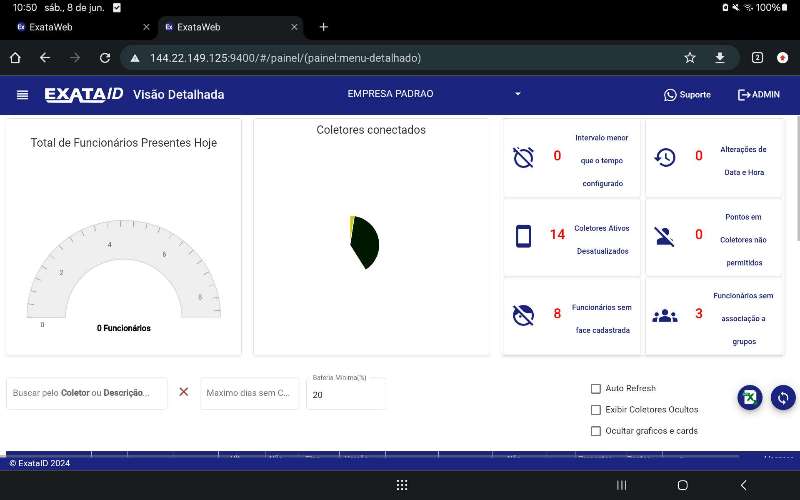 10:50 sáb., 8 de jun.
100%
ExataWeb
ExataWeb
144.22.149.125:9400/#/painel/(painel:menu-detalhado)
2
EXATAID Visão Detalhada
EMPRESA PADRAO
Suporte
ADMIN
Total de Funcionários Presentes Hoje
0
2
4
6
8
0 Funcionários
Coletores conectados
0
Intervalo menor
que o tempo
configurado
0
Alterações de
Data e Hora
14
Coletores Ativos
Desatualizados
0
Pontos em
Coletores não
permitidos
8
Funcionários sem
face cadastrada
3
Funcionários sem
associação a
grupos
Buscar pelo Coletor ou Descrição...
Maximo dias sem C...
Bateria Mínima(%)
20
Auto Refresh
Exibir Coletores Ocultos
Ocultar graficos e cards
© ExataID 2024